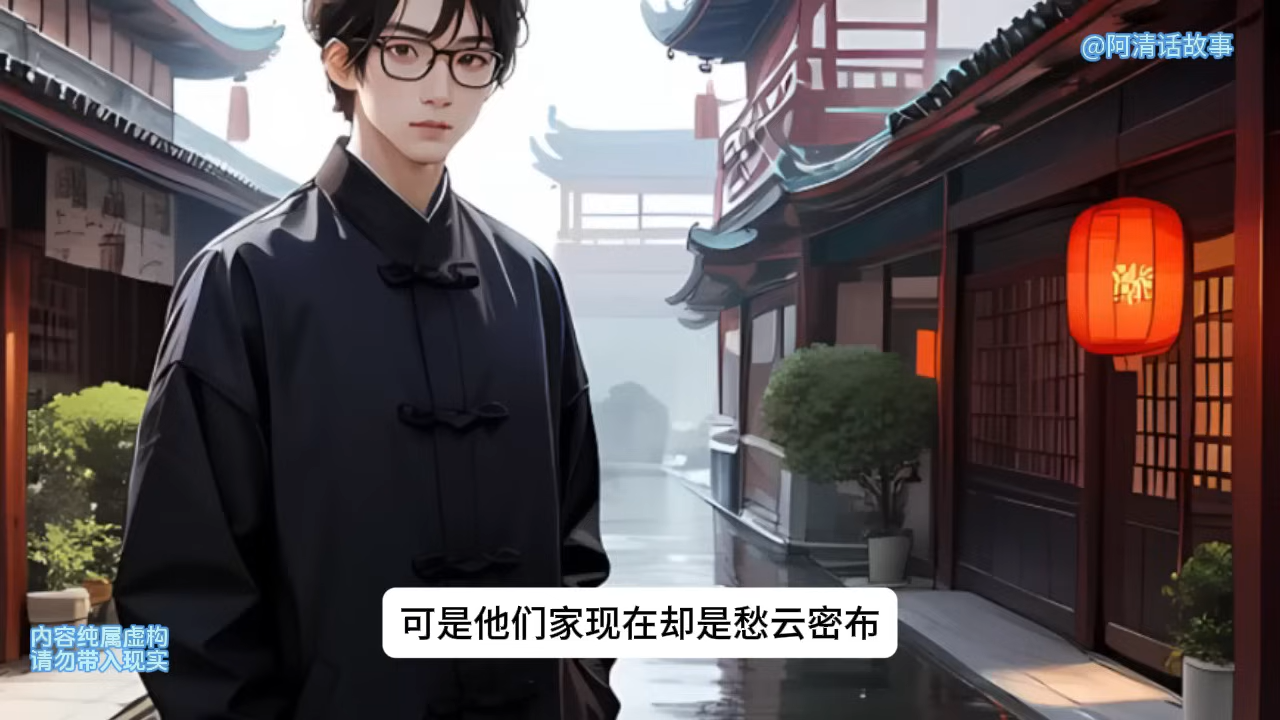 @阿清话故事
可是他们家现在却是愁云密布
内容纯属虚构
请勿带入现实